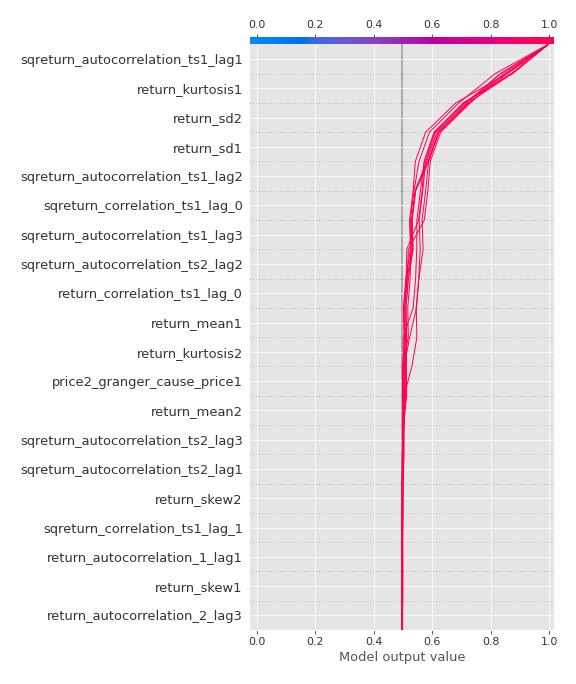 0.0 0.2 0.4 0.6 0.8 1.0
sqreturn_autocorrelation_ts1_lag1
return_kurtosis1
return_sd2
return_sd1
sqreturn_autocorrelation_ts1_lag2
sqreturn_correlation_ts1_lag_0
sqreturn_autocorrelation_ts1_lag3
sqreturn_autocorrelation_ts2_lag2
return_correlation_ts1_lag_0
return_mean1
return_kurtosis2
price2_granger_cause_price1
return_mean2
sqreturn_autocorrelation_ts2_lag3
sqreturn_autocorrelation_ts2_lag1
return_skew2
sqreturn_correlation_ts1_lag_1
return_autocorrelation_1_lag1
return_skew1
return_autocorrelation_2_lag3
0.0 0.2 0.4 0.6 0.8 1.0
Model output value